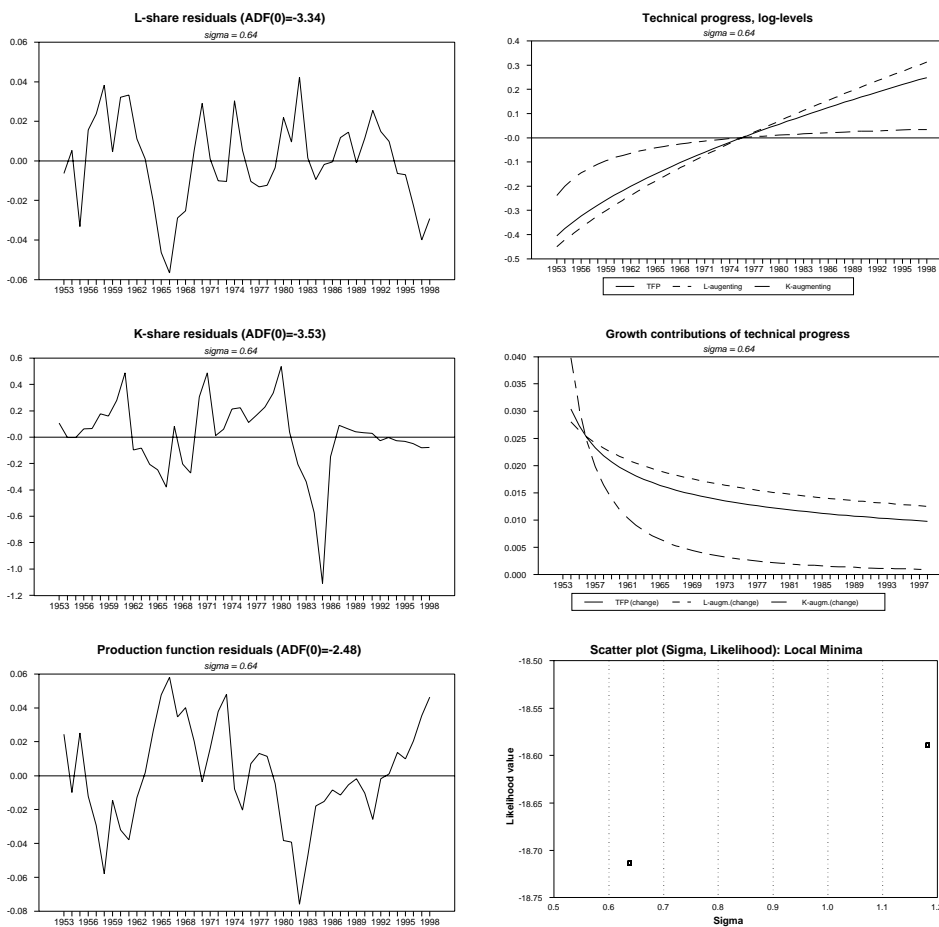 L-share residuals (ADF(0)=-3.34)
sigma = 0.64
0.06
0.04
0.02
0.00
-0.02
-0.04
-0.06
1953 1956 1959 1962 1965 1968 1971 1974 1977 1980 1983 1986 1989 1992 1995 1998
Technical progress, log-levels
sigma = 0.64
0.4
0.3
0.2
0.1
-0.0
-0.1
-0.2
-0.3
-0.4
-0.5
1953 1956 1959 1962 1965 1968 1971 1974 1977 1980 1983 1986 1989 1992 1995 1998
TFP L-augenting K-augmenting
K-share residuals (ADF(0)=-3.53)
sigma = 0.64
0.6
0.4
0.2
-0.0
-0.2
-0.4
-0.6
-0.8
-1.0
-1.2
1953 1956 1959 1962 1965 1968 1971 1974 1977 1980 1983 1986 1989 1992 1995 1998
Growth contributions of technical progress
sigma = 0.64
0.040
0.035
0.030
0.025
0.020
0.015
0.010
0.005
0.000
1953 1957 1961 1965 1969 1973 1977 1981 1985 1989 1993 1997
TFP (change) L-augm.(change) K-augm.(change)
Production function residuals (ADF(0)=-2.48)
sigma = 0.64
0.06
0.04
0.02
0.00
-0.02
-0.04
-0.06
-0.08
1953 1956 1959 1962 1965 1968 1971 1974 1977 1980 1983 1986 1989 1992 1995 1998
Scatter plot (Sigma, Likelihood): Local Minima
Likelihood value
-18.50
-18.55
-18.60
-18.65
-18.70
-18.75
0.5 0.6 0.7 0.8 0.9 1.0 1.1 1.2
Sigma